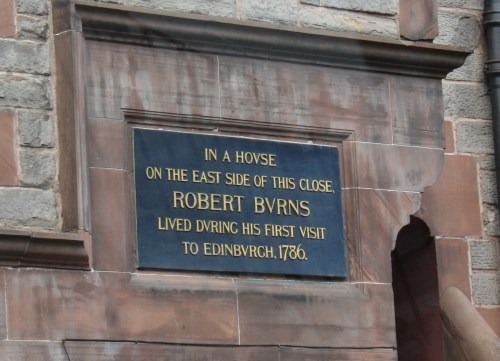 IN A HOVSE
ON THE EAST SIDE OF THIS CLOSE,
ROBERT BVRNS
LIVED DVRING HIS FIRST VISIT
TO EDINBVRGH, 1786.